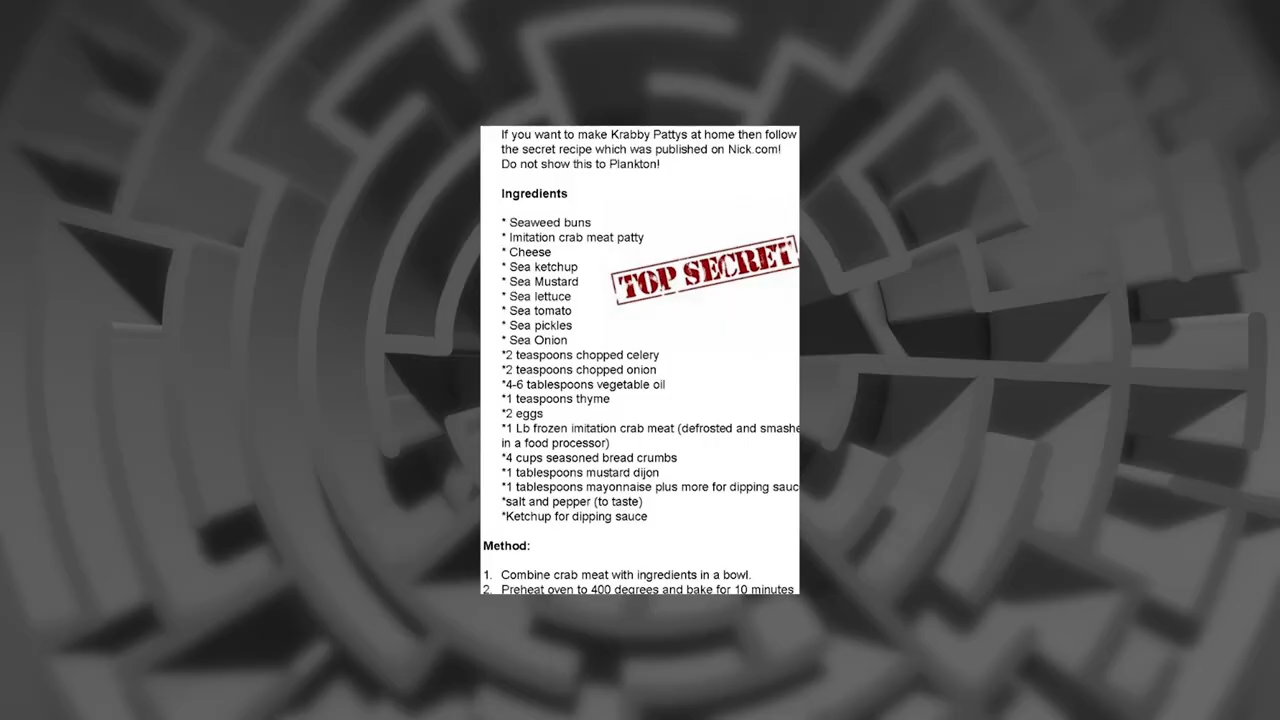 If you want to make Krabby Pattys at home then follow
the secret recipe which was published on Nick.com!
Do not show this to Plankton!
Ingredients
* Seaweed buns
* Imitation crab meat patty
* Cheese
* Sea ketchup
* Sea Mustard
* Sea lettuce
* Sea tomato
* Sea pickles
* Sea Onion
TOP SECRET
*2 teaspoons chopped celery
*2 teaspoons chopped onion
*4-6 tablespoons vegetable oil
*1 teaspoons thyme
*2 eggs
*1 Lb frozen imitation crab meat (defrosted and smashe
in a food processor)
*4 cups seasoned bread crumbs
*1 tablespoons mustard dijon
*1 tablespoons mayonnaise plus more for dipping sauc
*salt and pepper (to taste)
*Ketchup for dipping sauce
Method:
1. Combine crab meat with ingredients in a bowl.
2. Preheat oven to 400 degrees and bake for 10 minutes